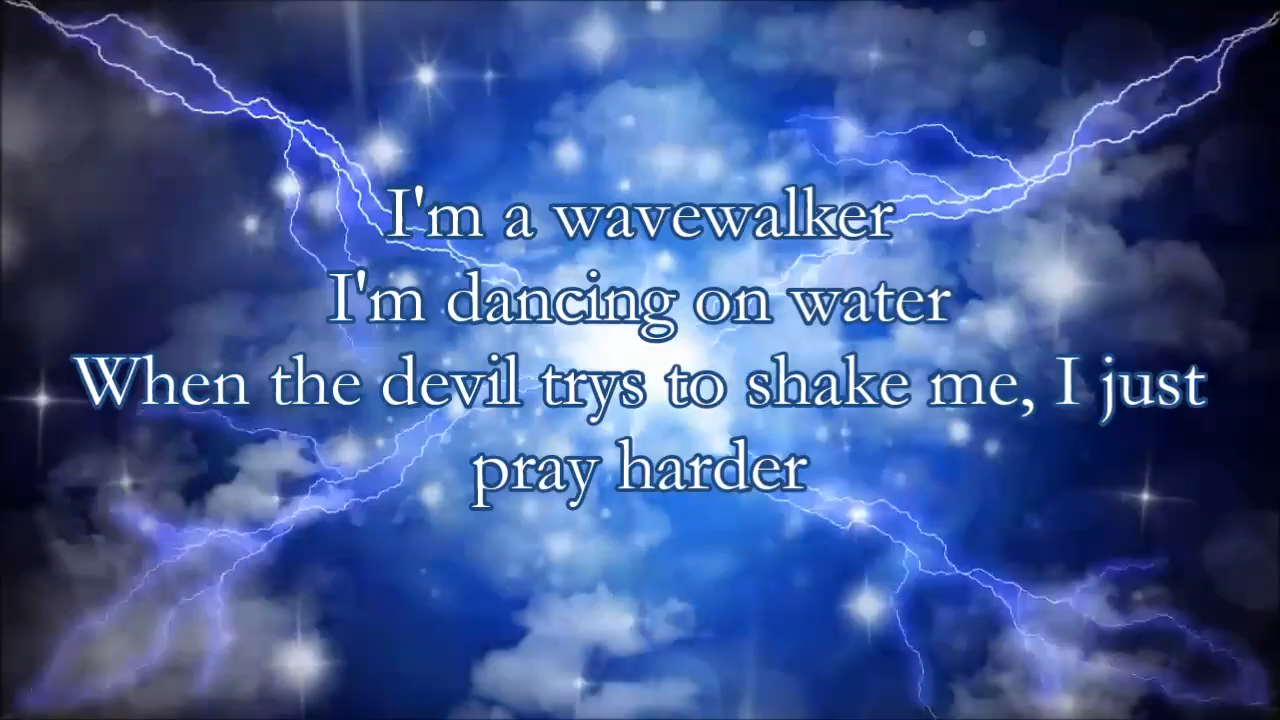 I'm a wavewalker
I'm dancing on water
When the devil trys to shake me, I just
pray harder